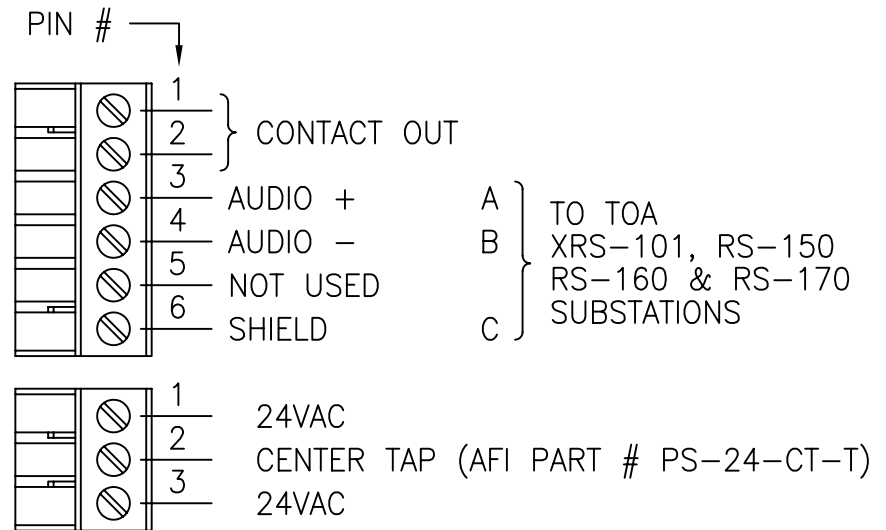 PIN #
1
2
CONTACT OUT
3
AUDIO + A
4
AUDIO - B
5
NOT USED
6
SHIELD C
TO TOA
XRS-101, RS-150
RS-160 & RS-170
SUBSTATIONS
1
24VAC
2
CENTER TAP (AFI PART # PS-24-CT-T)
3
24VAC